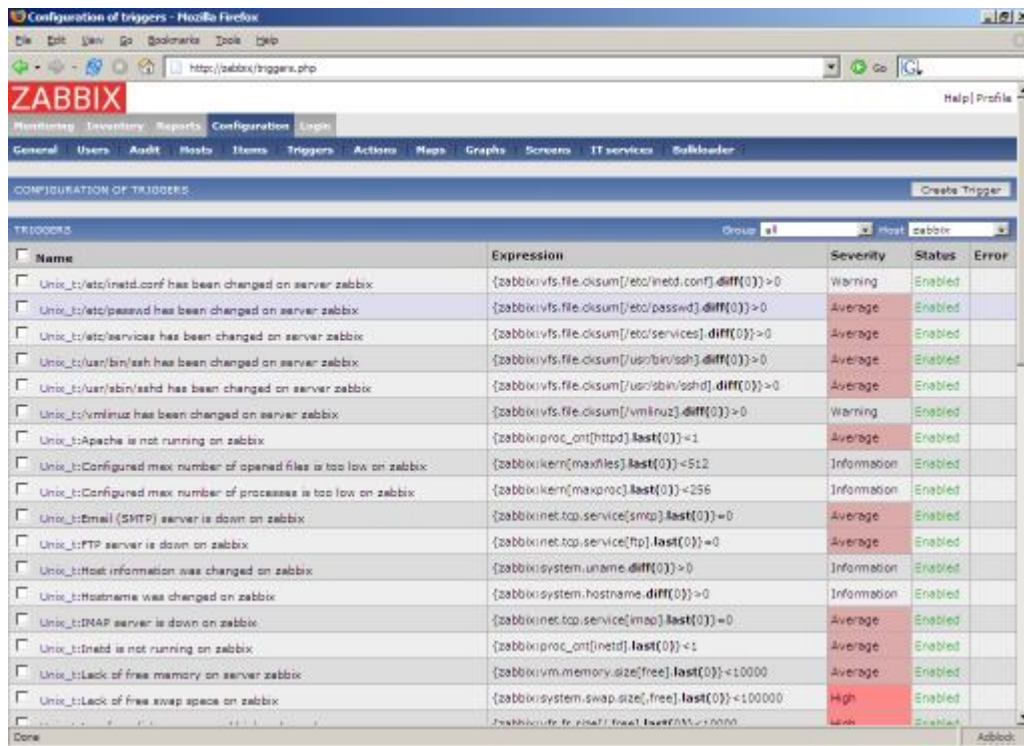 Configuration of triggers - Mozilla Firefox
File Edit View Go Bookmarks Tools Help
http://zabbix/triggers.php Go G
ZABBIX Help | Profile
Monitoring Inventory Reports Configuration Login
General Users Audit Hosts Items Triggers Actions Maps Graphs Screens IT services Bulkloader
CONFIGURATION OF TRIGGERS Create Trigger
TRIGGERS Group all Host zabbix
Name Expression Severity Status Error
Unix_t:/etc/inetd.conf has been changed on server zabbix {zabbix:vfs.file.cksum[/etc/inetd.conf].diff(0)}>0 Warning Enabled
Unix_t:/etc/passwd has been changed on server zabbix {zabbix:vfs.file.cksum[/etc/passwd].diff(0)}>0 Average Enabled
Unix_t:/etc/services has been changed on server zabbix {zabbix:vfs.file.cksum[/etc/services].diff(0)}>0 Average Enabled
Unix_t:/usr/bin/ssh has been changed on server zabbix {zabbix:vfs.file.cksum[/usr/bin/ssh].diff(0)}>0 Average Enabled
Unix_t:/usr/sbin/sshd has been changed on server zabbix {zabbix:vfs.file.cksum[/usr/sbin/sshd].diff(0)}>0 Average Enabled
Unix_t:/vmlinuz has been changed on server zabbix {zabbix:vfs.file.cksum[/vmlinuz].diff(0)}>0 Warning Enabled
Unix_t:Apache is not running on zabbix {zabbix:proc_cnt[httpd].last(0)}<1 Average Enabled
Unix_t:Configured max number of opened files is too low on zabbix {zabbix:kern[maxfiles].last(0)}<512 Information Enabled
Unix_t:Configured max number of processes is too low on zabbix {zabbix:kern[maxproc].last(0)}<256 Information Enabled
Unix_t:Email (SMTP) server is down on zabbix {zabbix:net.tcp.service[smtp].last(0)}=0 Average Enabled
Unix_t:FTP server is down on zabbix {zabbix:net.tcp.service[ftp].last(0)}=0 Average Enabled
Unix_t:Host information was changed on zabbix {zabbix:system.uname.diff(0)}>0 Information Enabled
Unix_t:Hostname was changed on zabbix {zabbix:system.hostname.diff(0)}>0 Information Enabled
Unix_t:IMAP server is down on zabbix {zabbix:net.tcp.service[imap].last(0)}=0 Average Enabled
Unix_t:Inetd is not running on zabbix {zabbix:proc_cnt[inetd].last(0)}<1 Average Enabled
Unix_t:Lack of free memory on server zabbix {zabbix:vm.memory.size[free].last(0)}<10000 Average Enabled
Unix_t:Lack of free swap space on zabbix {zabbix:system.swap.size[,free].last(0)}<100000 High Enabled
High Enabled
Done Adblock